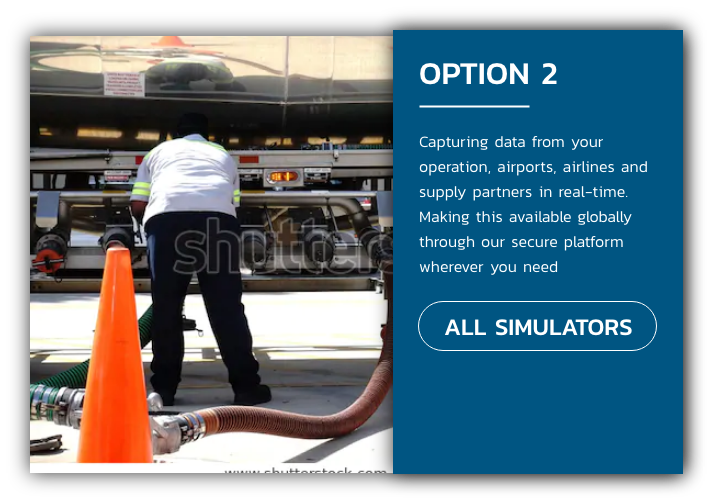 OPTION 2
Capturing data from your
operation, airports, airlines and
supply partners in real-time.
Making this available globally
through our secure platform
wherever you need
ALL SIMULATORS
shutters
www.shutterstock.com